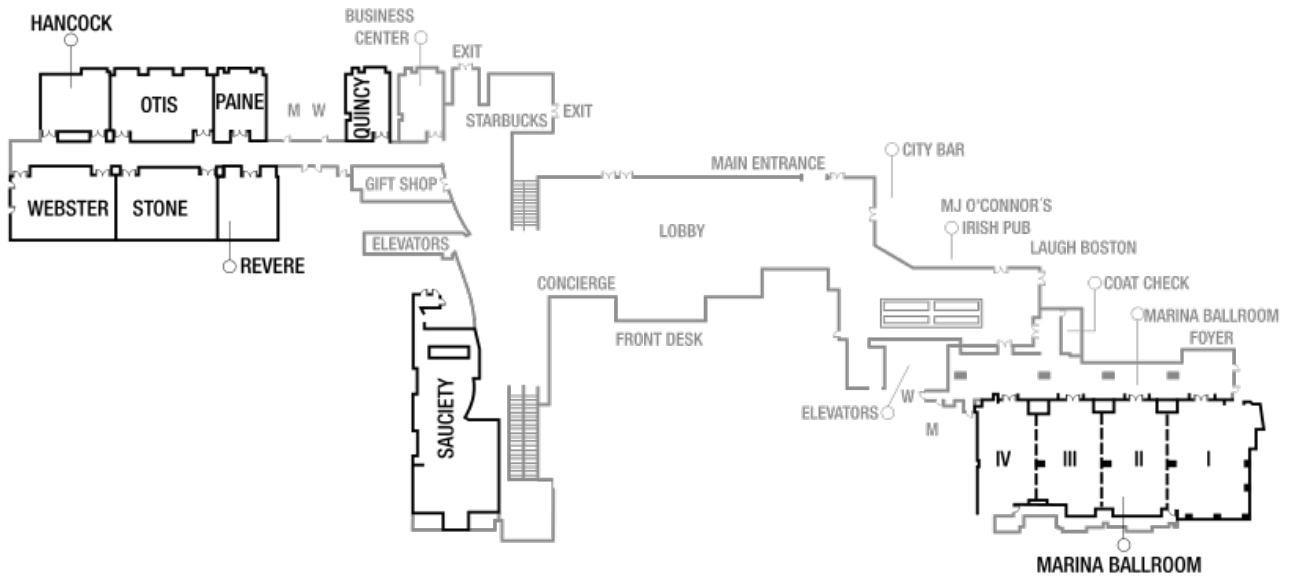 HANCOCK
BUSINESS
CENTER
EXIT
OTIS
PAINE
M W
QUINCY
STARBUCKS
EXIT
MAIN ENTRANCE
CITY BAR
GIFT SHOP
WEBSTER
STONE
MJ O'CONNOR'S
IRISH PUB
LOBBY
ELEVATORS
REVERE
LAUGH BOSTON
CONCIERGE
COAT CHECK
MARINA BALLROOM
FOYER
FRONT DESK
SAUCIETY
ELEVATORS
W
M
IV
III
II
I
MARINA BALLROOM